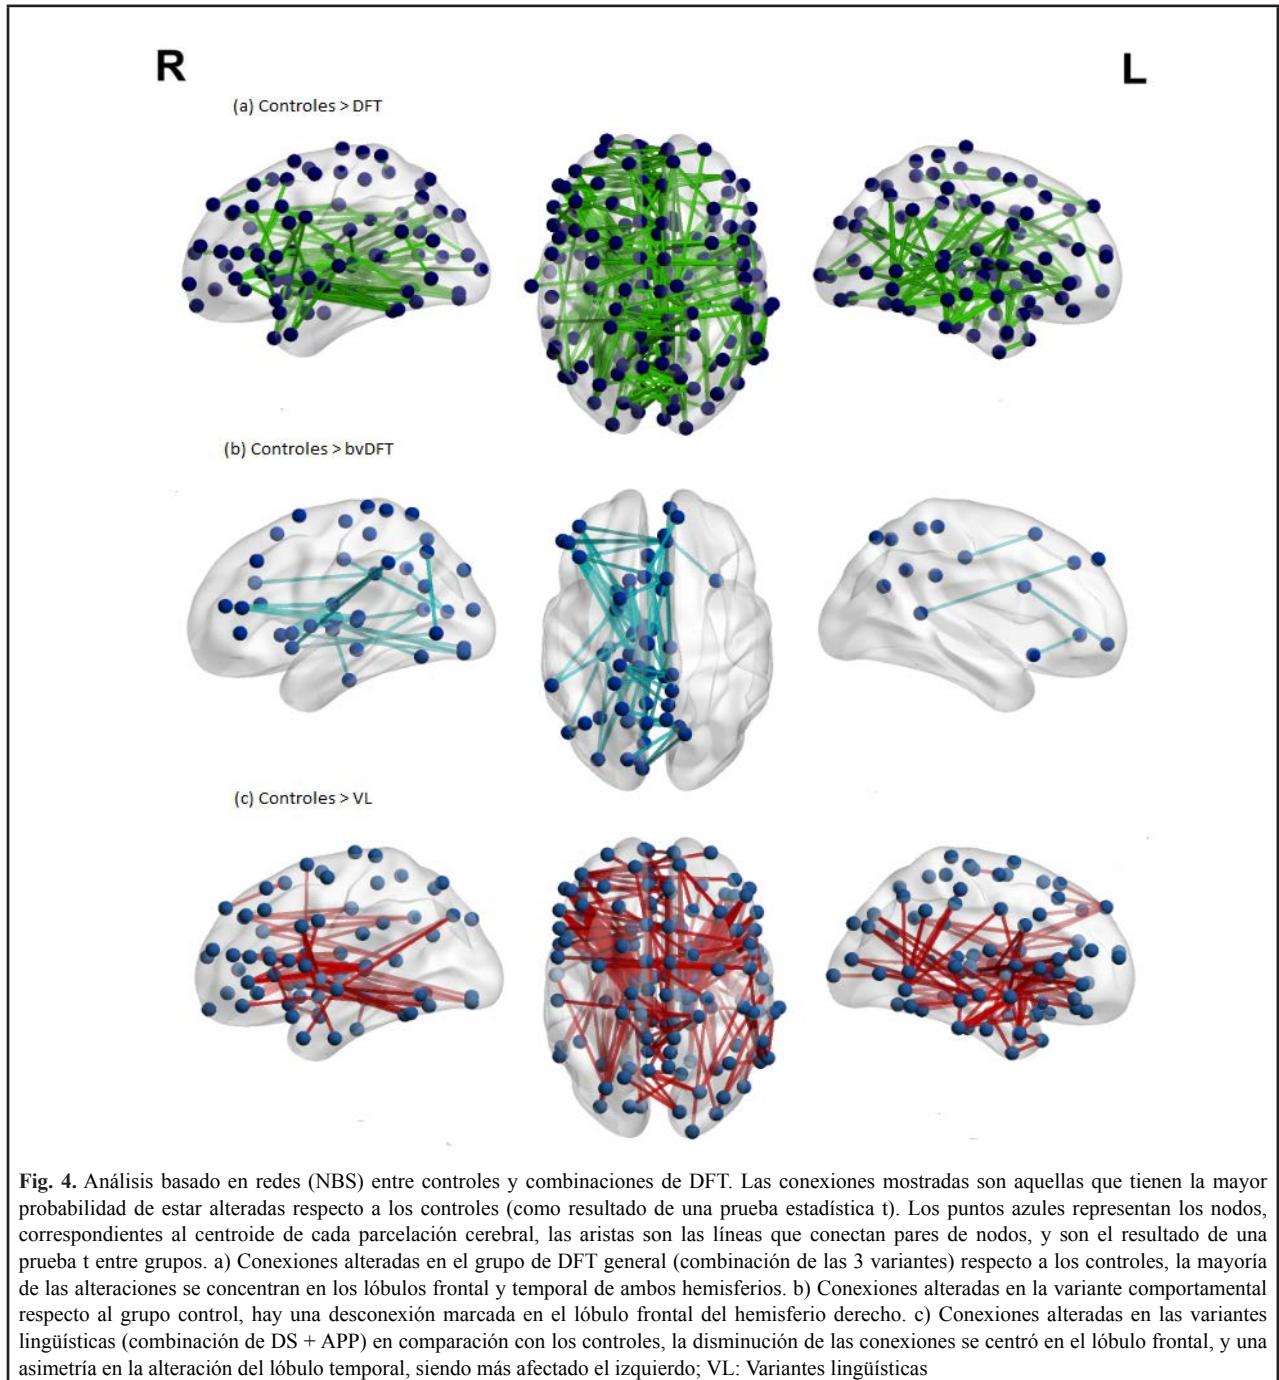 R
L
(a) Controles > DFT
(b) Controles > bvDFT
(c) Controles > VL
Fig. 4. Análisis basado en redes (NBS) entre controles y combinaciones de DFT. Las conexiones mostradas son aquellas que tienen la mayor
probabilidad de estar alteradas respecto a los controles (como resultado de una prueba estadística t). Los puntos azules representan los nodos,
correspondientes al centroide de cada parcelación cerebral, las aristas son las líneas que conectan pares de nodos, y son el resultado de una
prueba t entre grupos. a) Conexiones alteradas en el grupo de DFT general (combinación de las 3 variantes) respecto a los controles, la mayoría
de las alteraciones se concentran en los lóbulos frontal y temporal de ambos hemisferios. b) Conexiones alteradas en la variante comportamental
respecto al grupo control, hay una desconexión marcada en el lóbulo frontal del hemisferio derecho. c) Conexiones alteradas en las variantes
lingüísticas (combinación de DS + APP) en comparación con los controles, la disminución de las conexiones se centró en el lóbulo frontal, y una
asimetría en la alteración del lóbulo temporal, siendo más afectado el izquierdo; VL: Variantes lingüísticas